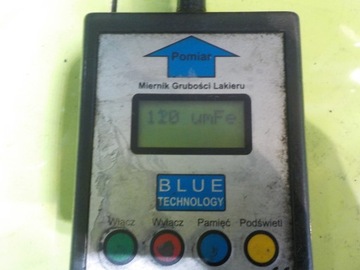 Pomiar
Miernik Grubości Lakieru
120 umFe
BLUE
TECHNOLOGY
Włącz Wyłącz Pamięć Podświetl